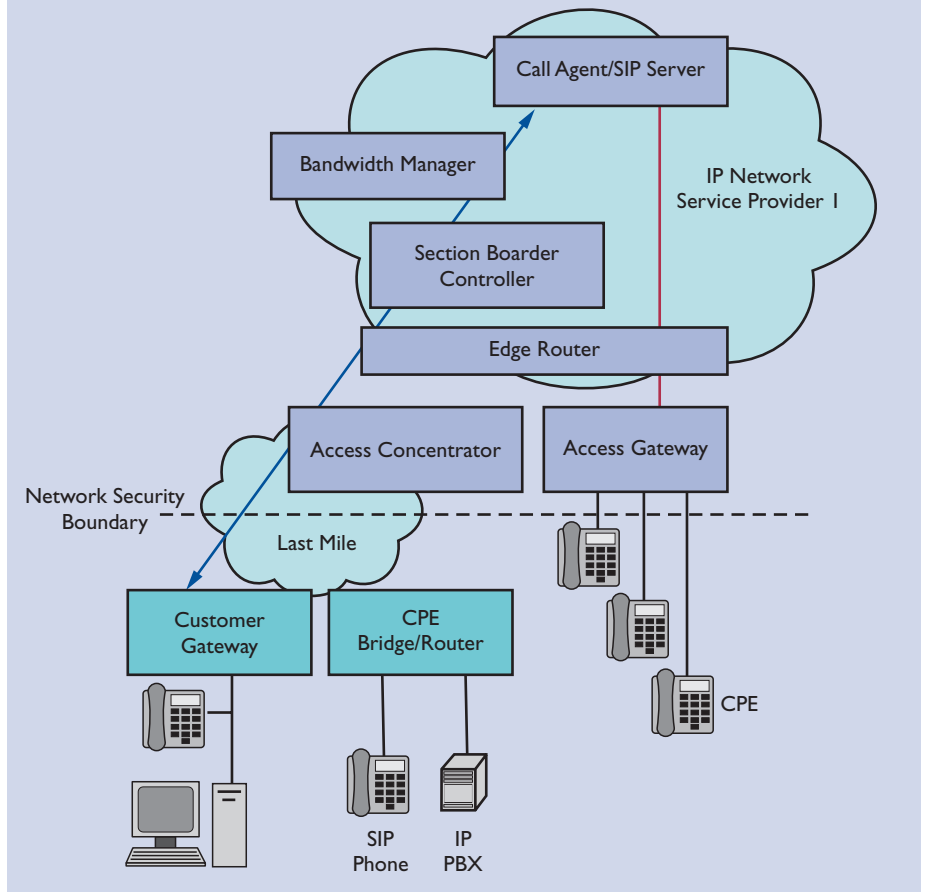 Call Agent/SIP Server
Bandwidth Manager
IP Network
Service Provider 1
Section Boarder
Controller
Edge Router
Access Concentrator
Access Gateway
Network Security
Boundary
Last Mile
Customer
Gateway
CPE
Bridge/Router
CPE
SIP
Phone
IP
PBX